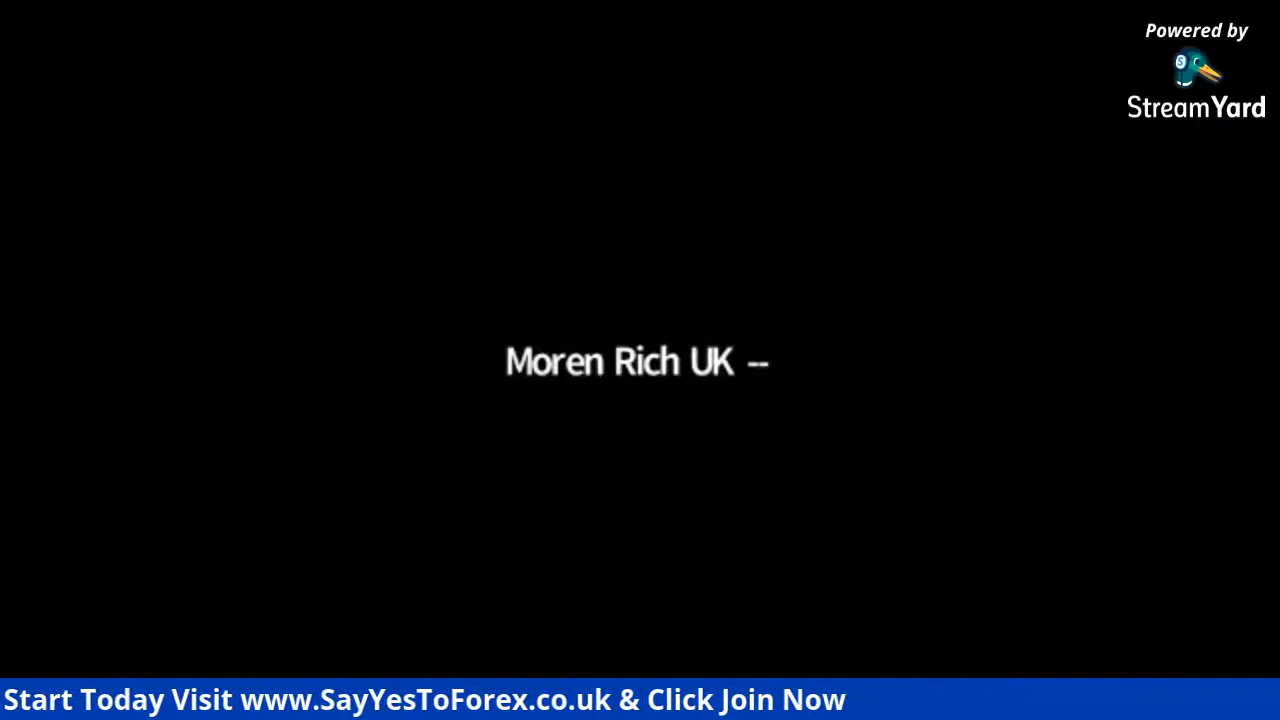 Powered by
S
StreamYard
Moren Rich UK --
Start Today Visit www.SayYesToForex.co.uk & Click Join Now